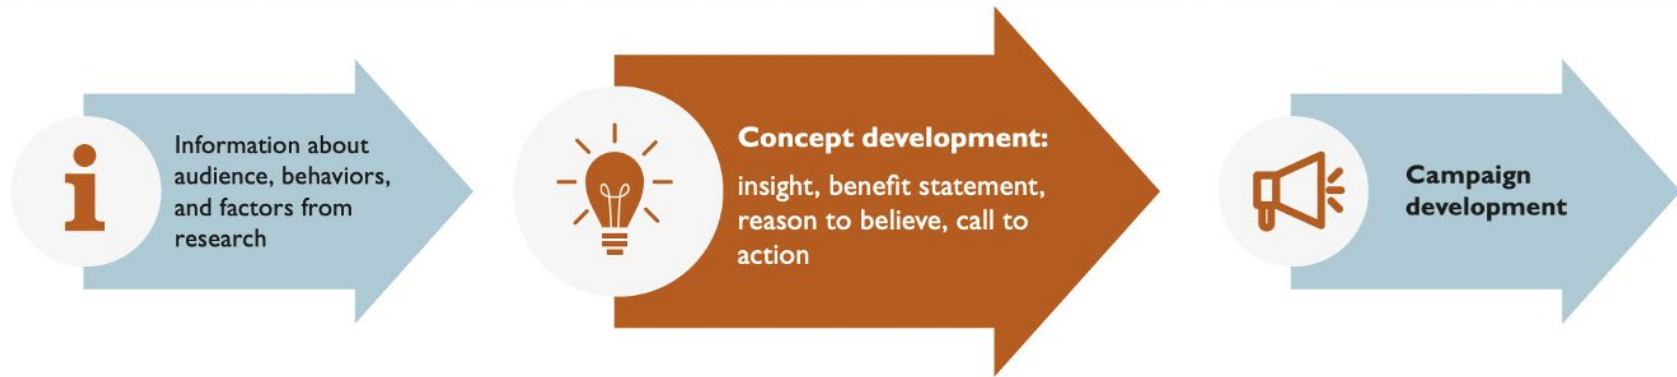 Information about
audience, behaviors,
and factors from
research
Concept development:
insight, benefit statement,
reason to believe, call to
action
Campaign
development